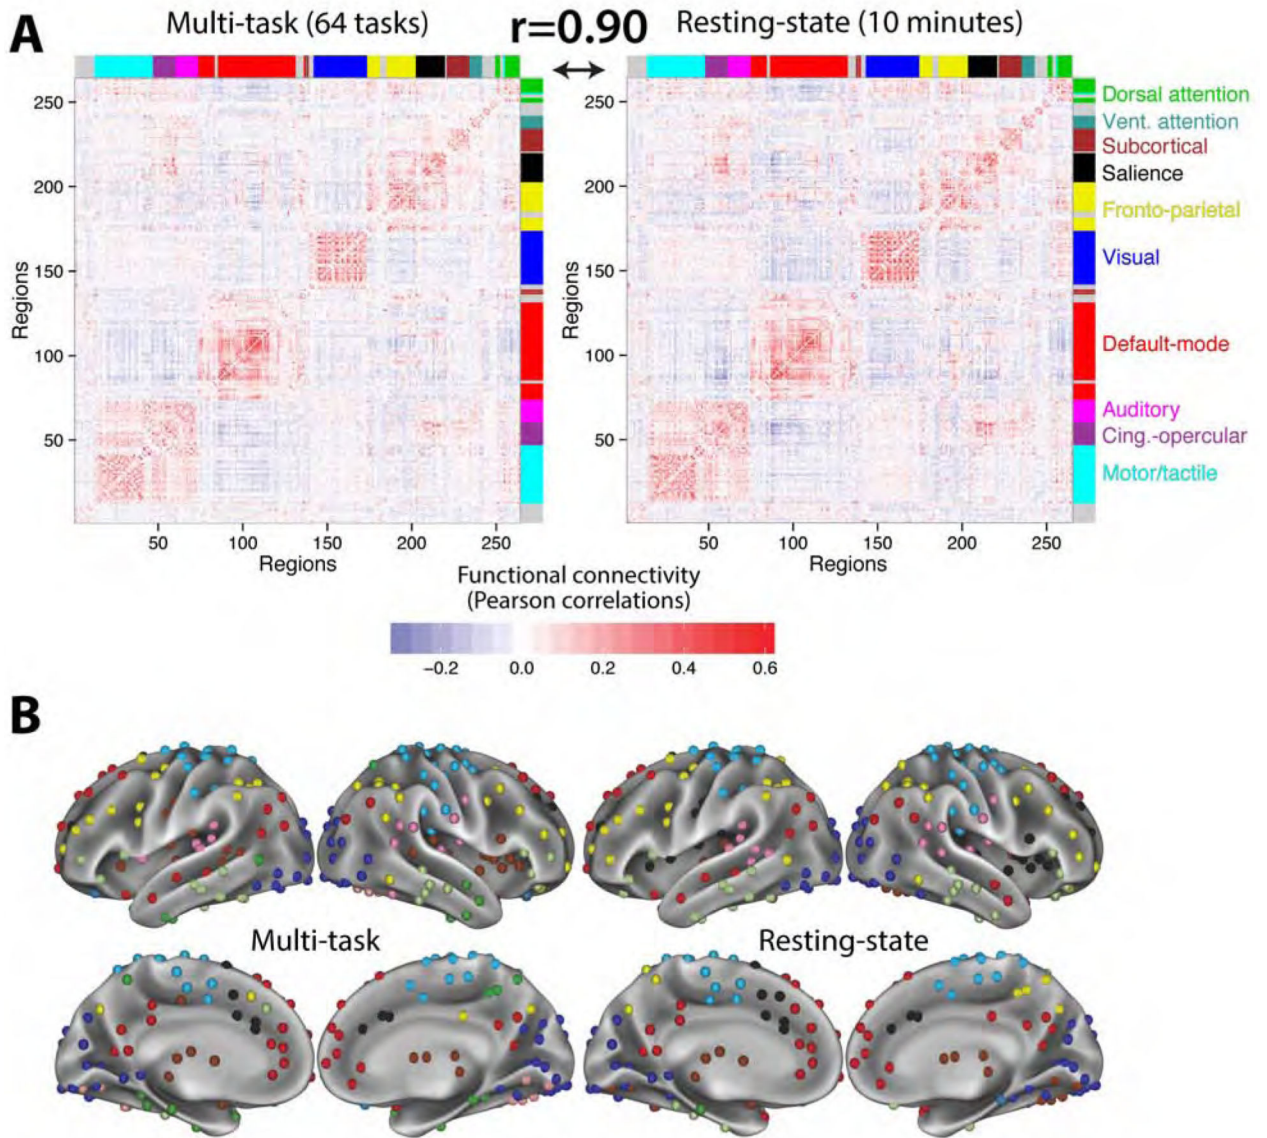 A
Multi-task (64 tasks)
r=0.90
Resting-state (10 minutes)
250
200
150
100
50
Regions
50
100
150
200
250
Regions
250
200
150
100
50
Regions
50
100
150
200
250
Regions
Dorsal attention
Vent. attention
Subcortical
Salience
Fronto-parietal
Visual
Default-mode
Auditory
Cing.-opercular
Motor/tactile
Functional connectivity
(Pearson correlations)
−0.2 0.0 0.2 0.4 0.6
B
Multi-task
Resting-state